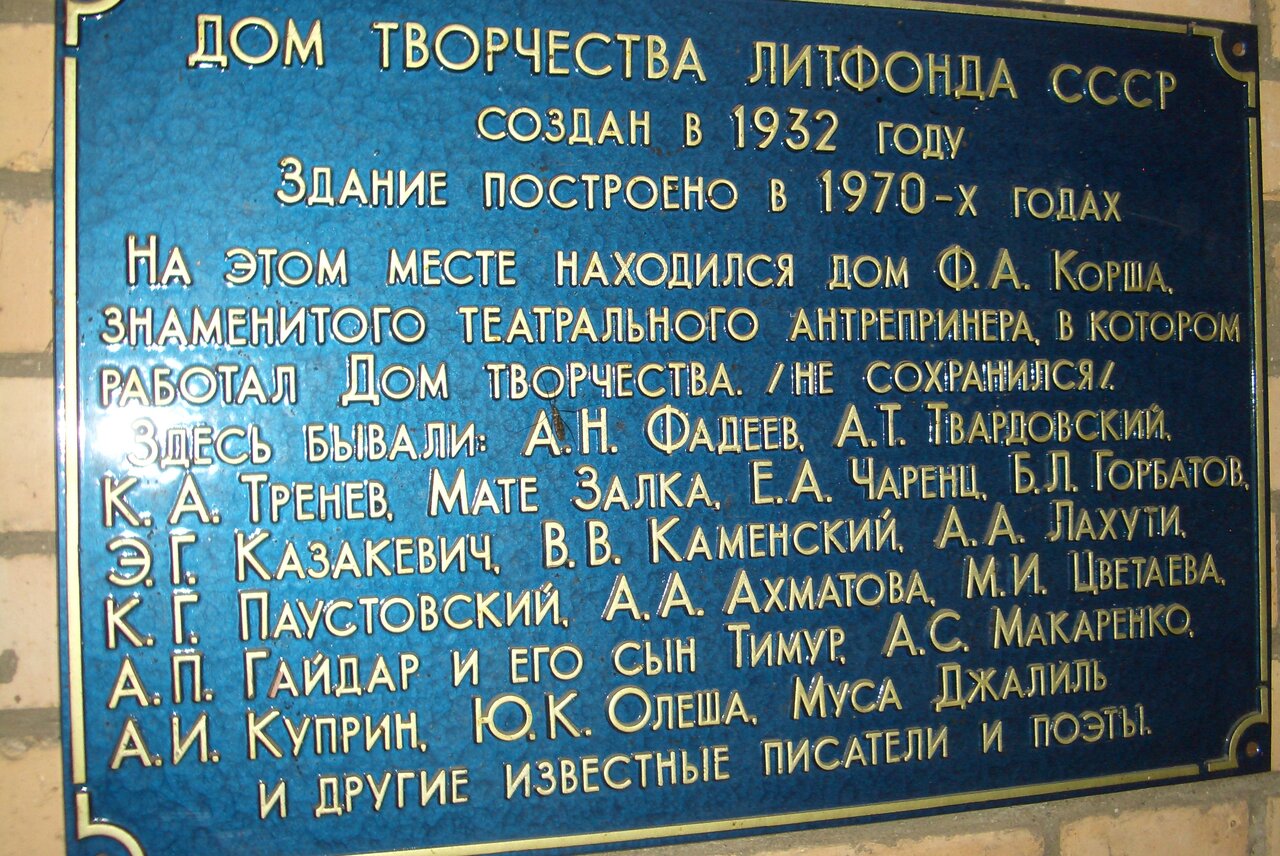 ДОМ ТВОРЧЕСТВА ЛИТФОНДА СССР
СОЗДАН В 1932 ГОДУ
ЗДАНИЕ ПОСТРОЕНО В 1970-Х ГОДАХ
НА ЭТОМ МЕСТЕ НАХОДИЛСЯ ДОМ Ф.А. КОРША,
ЗНАМЕНИТОГО ТЕАТРАЛЬНОГО АНТРЕПРИНЕРА, В КОТОРОМ
РАБОТАЛ ДОМ ТВОРЧЕСТВА. /НЕ СОХРАНИЛСЯ/.
ЗДЕСЬ БЫВАЛИ: А.Н. ФАДЕЕВ, А.Т. ТВАРДОВСКИЙ,
К.А. ТРЕНЕВ, МАТЕ ЗАЛКА, Е.А. ЧАРЕНЦ, Б.Л. ГОРБАТОВ,
Э.Г. КАЗАКЕВИЧ, В.В. КАМЕНСКИЙ, А.А. ЛАХУТИ,
К.Г. ПАУСТОВСКИЙ, А.А. АХМАТОВА, М.И. ЦВЕТАЕВА,
А.П. ГАЙДАР И ЕГО СЫН ТИМУР, А.С. МАКАРЕНКО,
А.И. КУПРИН, Ю.К. ОЛЕША, МУСА ДЖАЛИЛЬ
И ДРУГИЕ ИЗВЕСТНЫЕ ПИСАТЕЛИ И ПОЭТЫ.